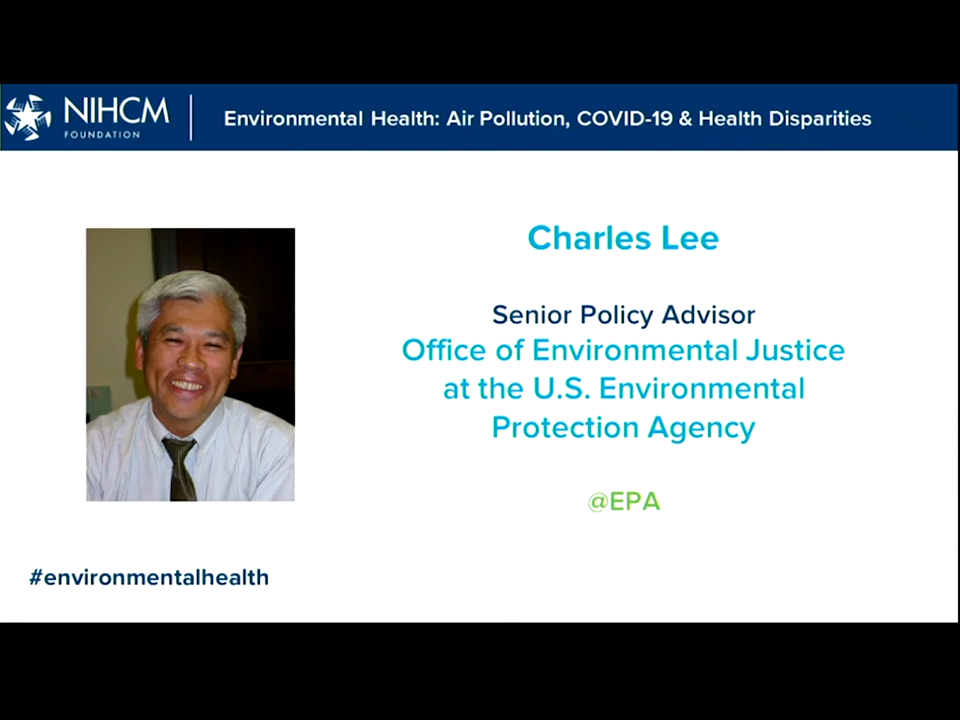 NIHCM
FOUNDATION
Environmental Health: Air Pollution, COVID-19 & Health Disparities
Charles Lee
Senior Policy Advisor
Office of Environmental Justice
at the U.S. Environmental
Protection Agency
@EPA
#environmentalhealth